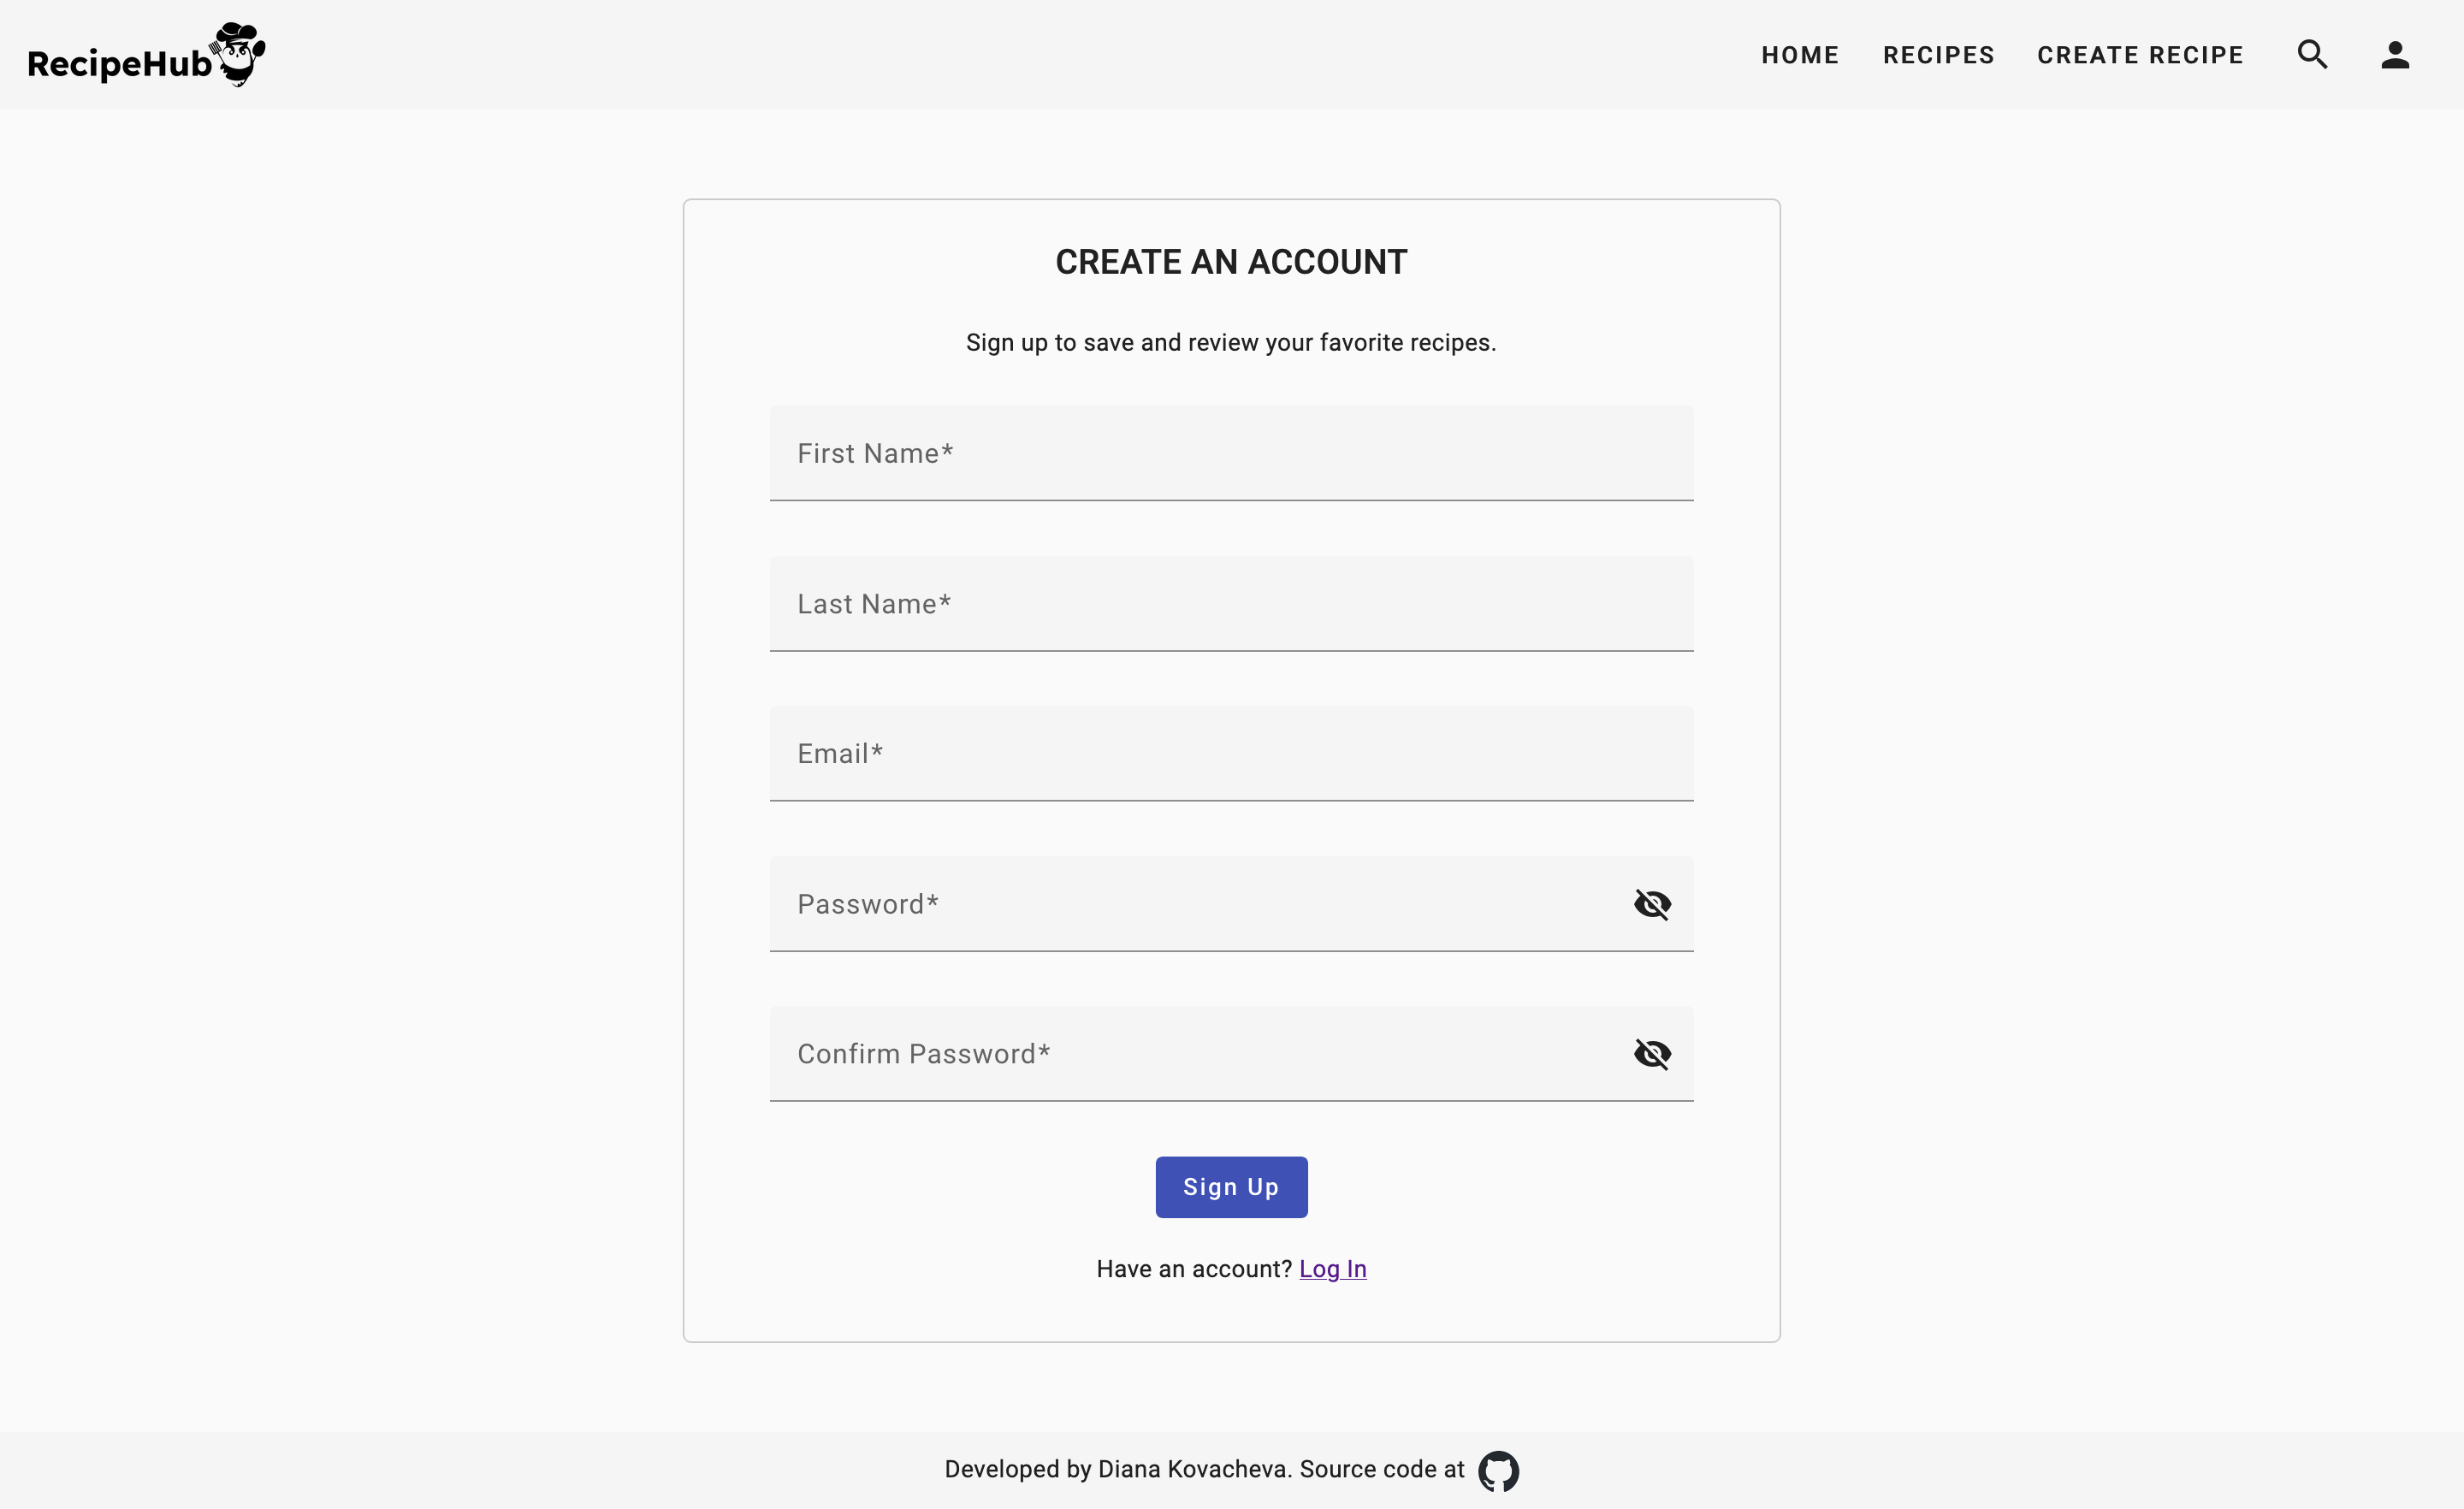 RecipeHub
HOME RECIPES CREATE RECIPE
CREATE AN ACCOUNT
Sign up to save and review your favorite recipes.
First Name*
Last Name*
Email*
Password*
Confirm Password*
Sign Up
Have an account? Log In
Developed by Diana Kovacheva. Source code at